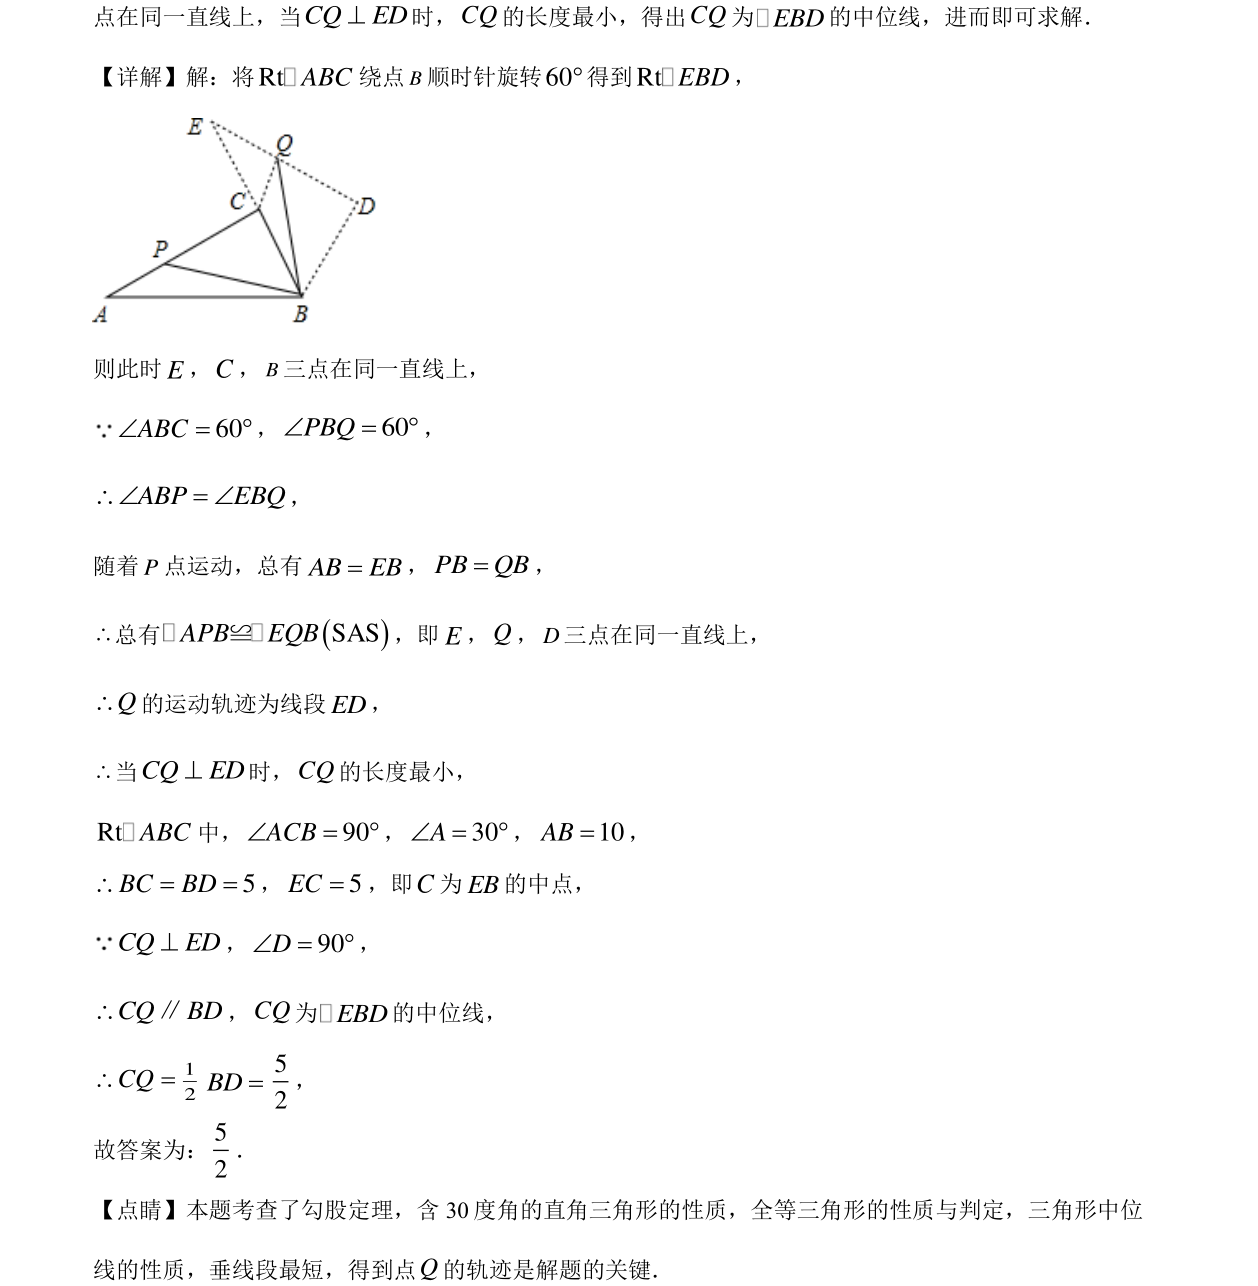 点在同一直线上，当CQ⊥ED时，CQ的长度最小，得出CQ为□EBD的中位线，进而即可求解．
【详解】解：将Rt□ABC绕点B顺时针旋转60°得到Rt□EBD，
E
Q
C
D
P
A
B
则此时E，C，B三点在同一直线上，
∵∠ABC=60°，∠PBQ=60°，
∴∠ABP=∠EBQ，
随着P点运动，总有AB=EB，PB=QB，
∴总有□APB≌□EQB(SAS)，即E，Q，D三点在同一直线上，
∴Q的运动轨迹为线段ED，
∴当CQ⊥ED时，CQ的长度最小，
Rt□ABC中，∠ACB=90°，∠A=30°，AB=10，
∴BC=BD=5，EC=5，即C为EB的中点，
∵CQ⊥ED，∠D=90°，
∴CQ∥BD，CQ为□EBD的中位线，
∴CQ=1/2 BD=5/2，
故答案为：5/2．
【点睛】本题考查了勾股定理，含30度角的直角三角形的性质，全等三角形的性质与判定，三角形中位
线的性质，垂线段最短，得到点Q的轨迹是解题的关键．